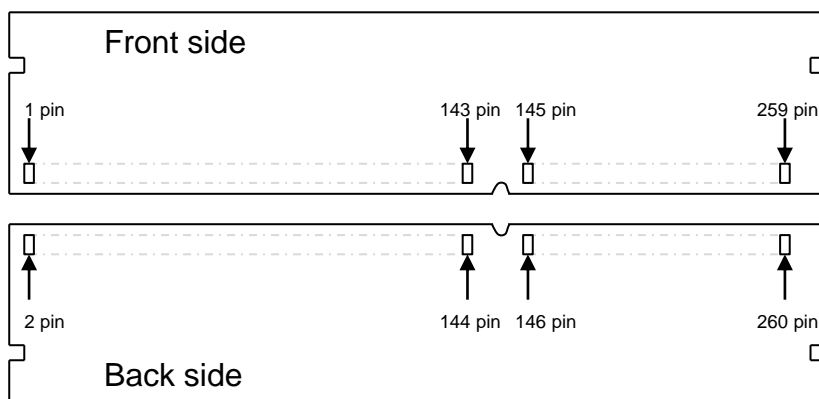 Front side
1 pin 143 pin 145 pin 259 pin
2 pin 144 pin 146 pin 260 pin
Back side